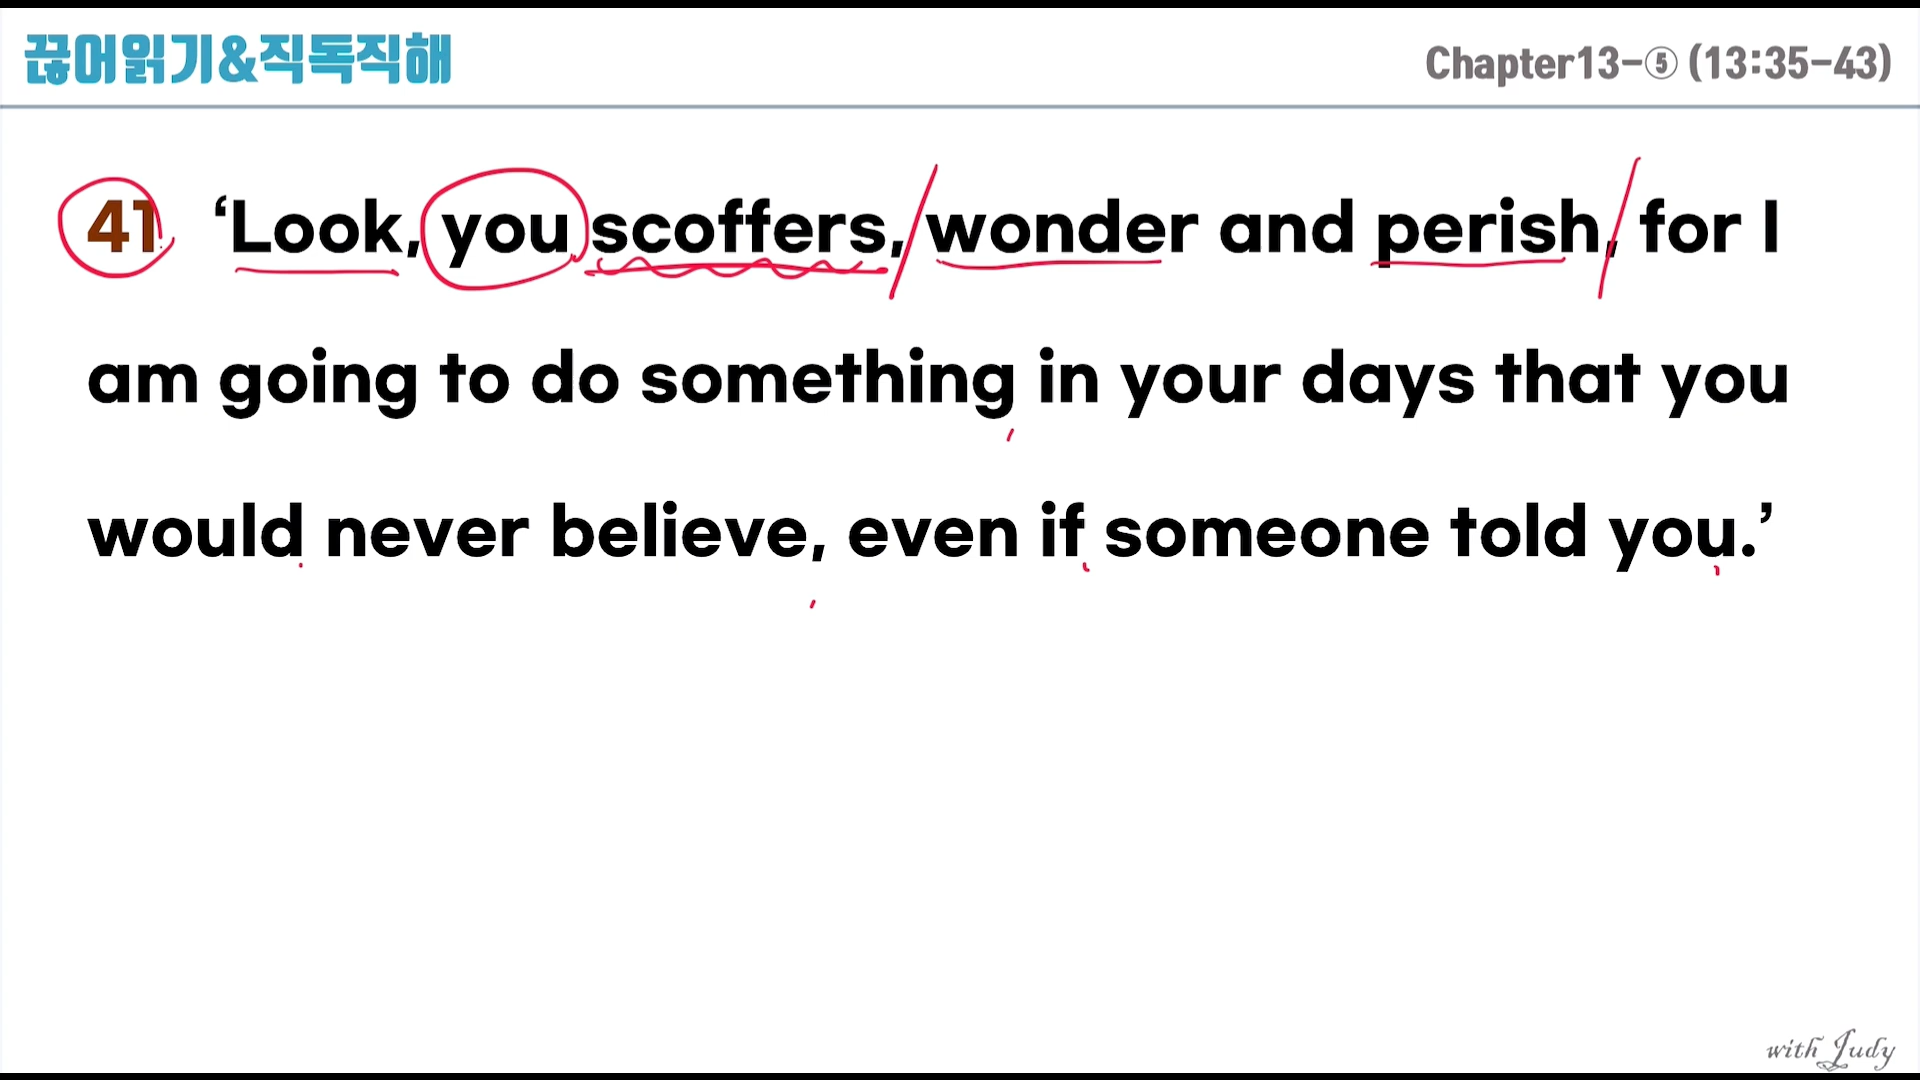 끊어읽기&직독직해
Chapter13-⑤ (13:35-43)
41 ‘Look, you scoffers, wonder and perish, for I
am going to do something in your days that you
would never believe, even if someone told you.’
with Judy